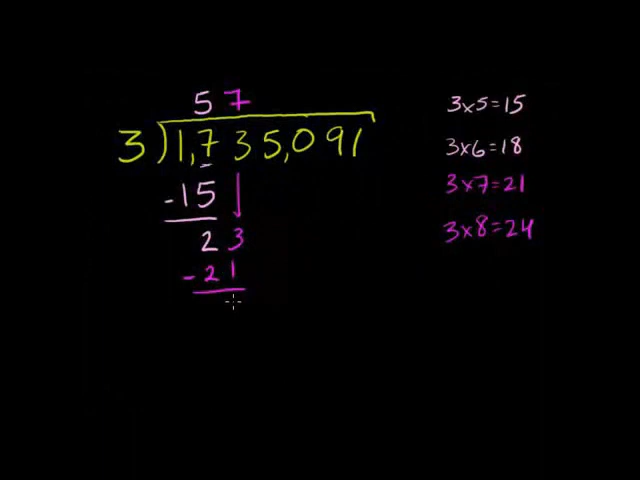 57
3)1,735,091
-15
23
-21
3x5=15
3x6=18
3x7=21
3x8=24